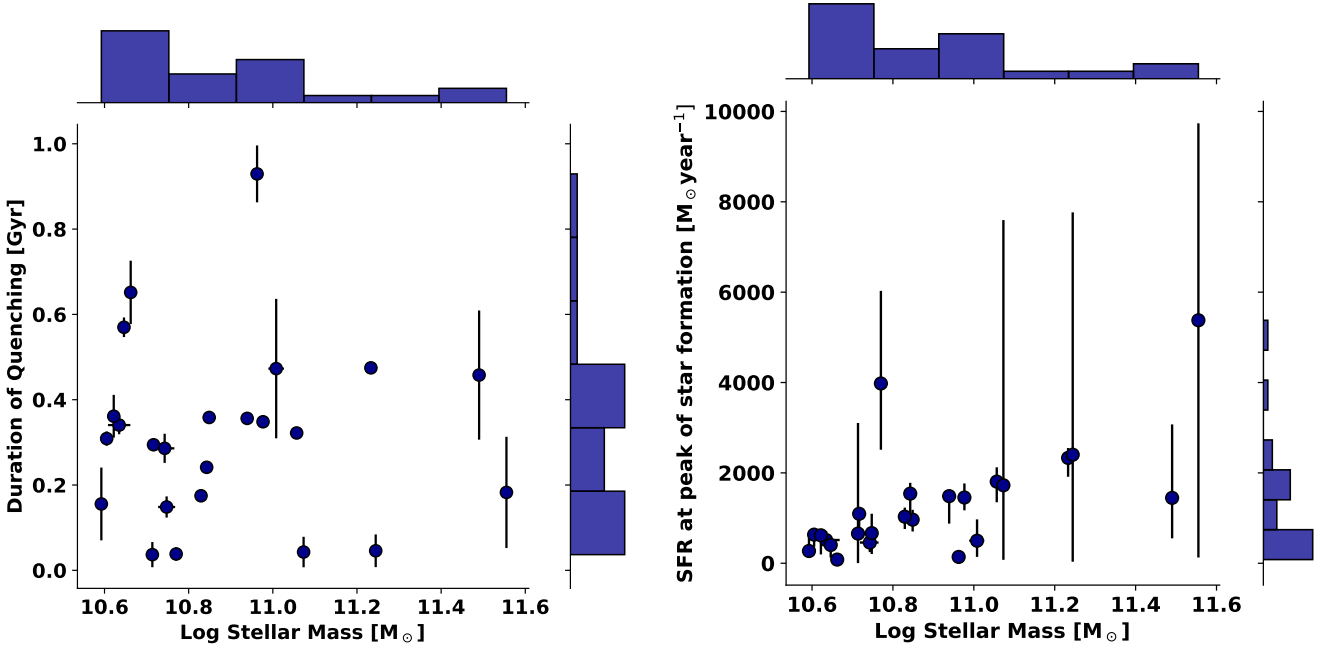 Duration of Quenching [Gyr]
1.0
0.8
0.6
0.4
0.2
0.0
10.6 10.8 11.0 11.2 11.4 11.6
Log Stellar Mass [M⊙]
SFR at peak of star formation [M⊙year⁻¹]
10000
8000
6000
4000
2000
0
10.6 10.8 11.0 11.2 11.4 11.6
Log Stellar Mass [M⊙]